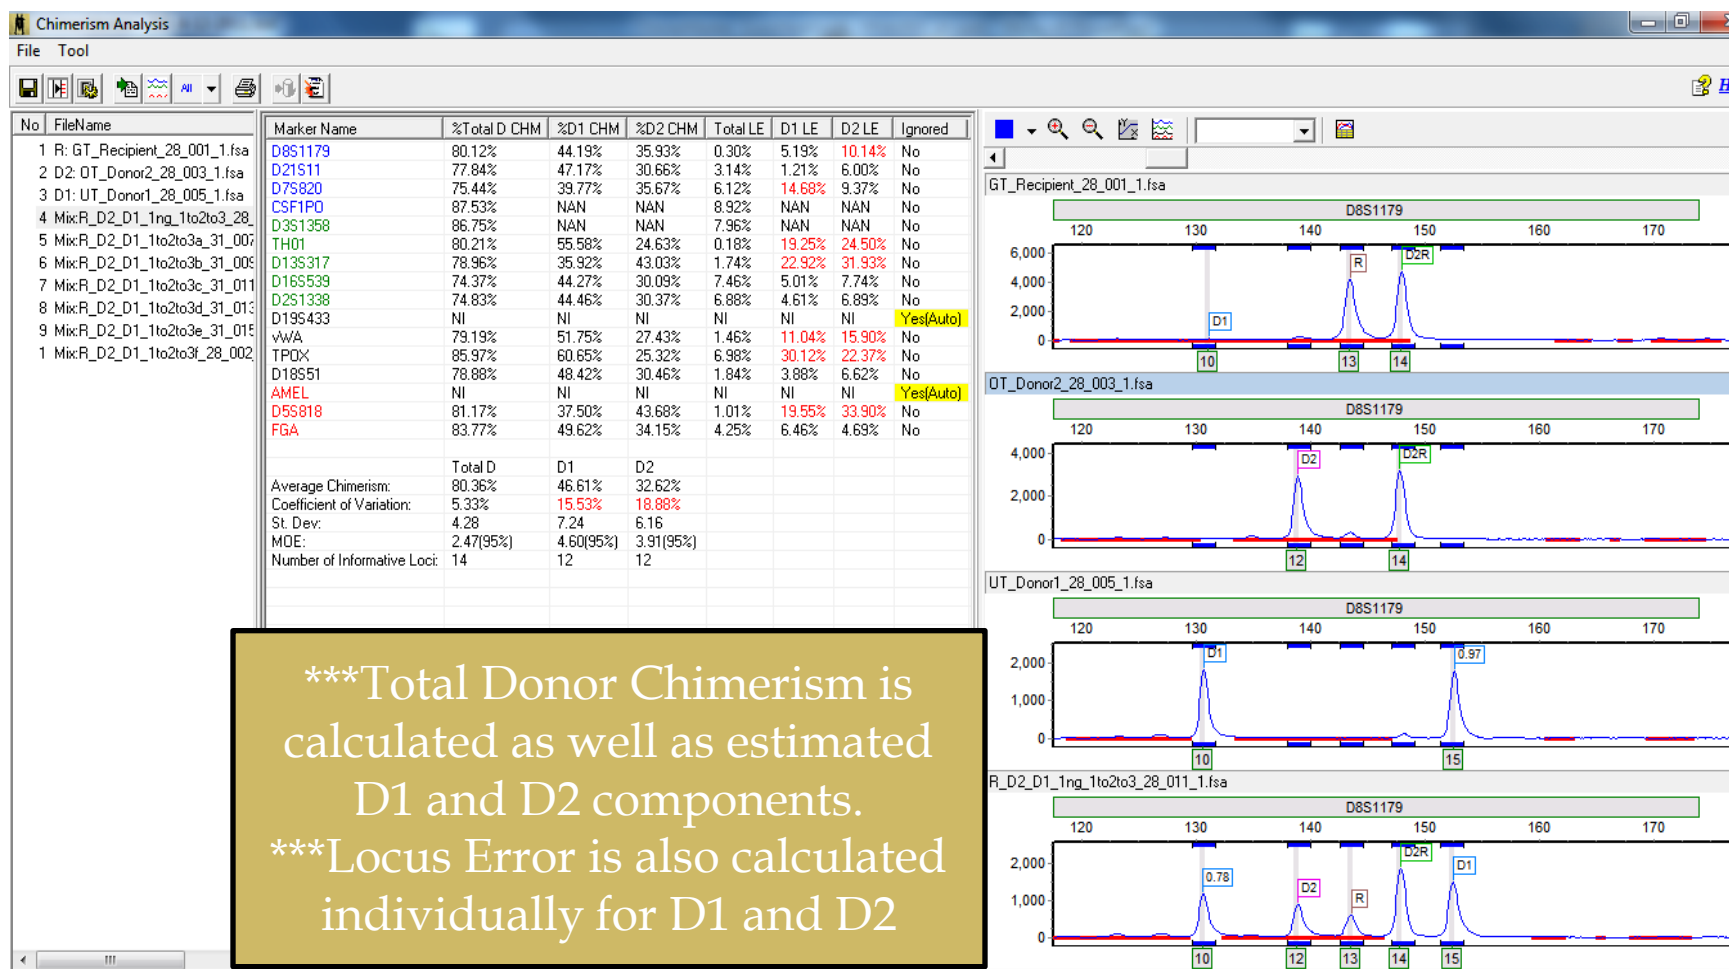 Chimerism Analysis
File Tool
All
No FileName
1 R: GT_Recipient_28_001_1.fsa
2 D2: OT_Donor2_28_003_1.fsa
3 D1: UT_Donor1_28_005_1.fsa
4 Mix:R_D2_D1_1ng_1to2to3_28_
5 Mix:R_D2_D1_1to2to3a_31_007
6 Mix:R_D2_D1_1to2to3b_31_009
7 Mix:R_D2_D1_1to2to3c_31_011
8 Mix:R_D2_D1_1to2to3d_31_013
9 Mix:R_D2_D1_1to2to3e_31_015
1 Mix:R_D2_D1_1to2to3f_28_002_
Marker Name %Total D CHM %D1 CHM %D2 CHM Total LE D1 LE D2 LE Ignored
D8S1179 80.12% 44.19% 35.93% 0.30% 5.19% 10.14% No
D21S11 77.84% 47.17% 30.66% 3.14% 1.21% 6.00% No
D7S820 75.44% 39.77% 35.67% 6.12% 14.68% 9.37% No
CSF1PO 87.53% NAN NAN 8.92% NAN NAN No
D3S1358 86.75% NAN NAN 7.96% NAN NAN No
TH01 80.21% 55.58% 24.63% 0.18% 19.25% 24.50% No
D13S317 78.96% 35.92% 43.03% 1.74% 22.92% 31.93% No
D16S539 74.37% 44.27% 30.09% 7.46% 5.01% 7.74% No
D2S1338 74.83% 44.46% 30.37% 6.88% 4.61% 6.89% No
D19S433 NI NI NI NI NI NI Yes(Auto)
vWA 79.19% 51.75% 27.43% 1.46% 11.04% 15.90% No
TPOX 85.97% 60.65% 25.32% 6.98% 30.12% 22.37% No
D18S51 78.88% 48.42% 30.46% 1.84% 3.88% 6.62% No
AMEL NI NI NI NI NI NI Yes(Auto)
D5S818 81.17% 37.50% 43.68% 1.01% 19.55% 33.90% No
FGA 83.77% 49.62% 34.15% 4.25% 6.46% 4.69% No
Total D D1 D2
Average Chimerism: 80.36% 46.61% 32.62%
Coefficient of Variation: 5.33% 15.53% 18.88%
St. Dev: 4.28 7.24 6.16
MOE: 2.47(95%) 4.60(95%) 3.91(95%)
Number of Informative Loci: 14 12 12
***Total Donor Chimerism is
calculated as well as estimated
D1 and D2 components.
***Locus Error is also calculated
individually for D1 and D2
GT_Recipient_28_001_1.fsa
D8S1179
120 130 140 150 160 170
6,000
4,000
2,000
0
D1 R D2R
10 13 14
OT_Donor2_28_003_1.fsa
D8S1179
120 130 140 150 160 170
4,000
2,000
0
D2 D2R
12 14
UT_Donor1_28_005_1.fsa
D8S1179
120 130 140 150 160 170
2,000
1,000
0
D1 0.97
10 15
R_D2_D1_1ng_1to2to3_28_011_1.fsa
D8S1179
120 130 140 150 160 170
2,000
1,000
0
0.78 D2 R D2R D1
10 12 13 14 15